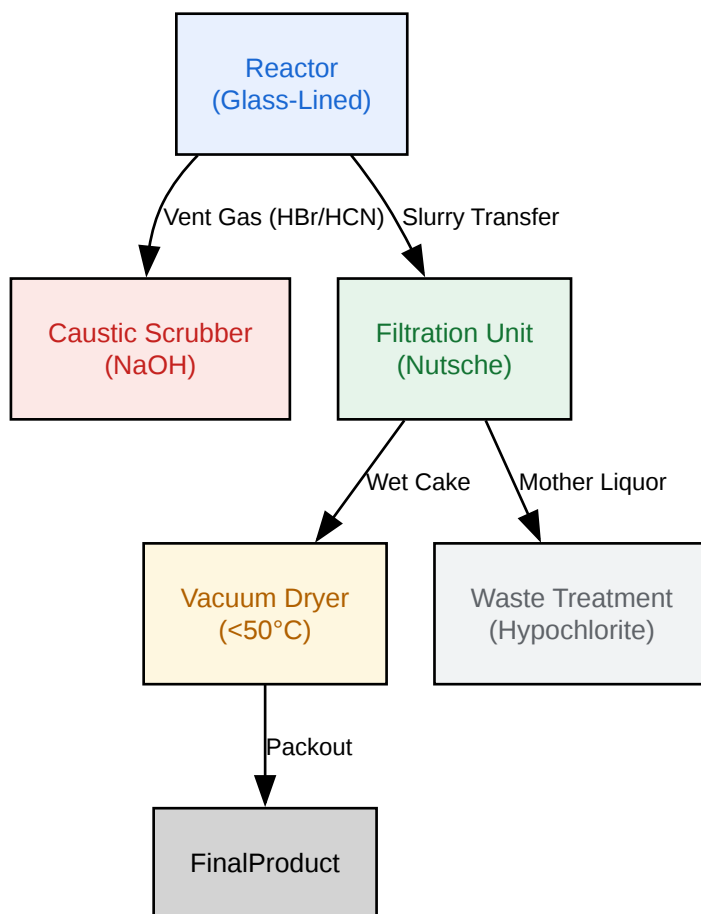 Reactor
(Glass-Lined)
Vent Gas (HBr/HCN)
Slurry Transfer
Caustic Scrubber
(NaOH)
Filtration Unit
(Nutsche)
Wet Cake
Mother Liquor
Vacuum Dryer
(<50°C)
Waste Treatment
(Hypochlorite)
Packout
FinalProduct